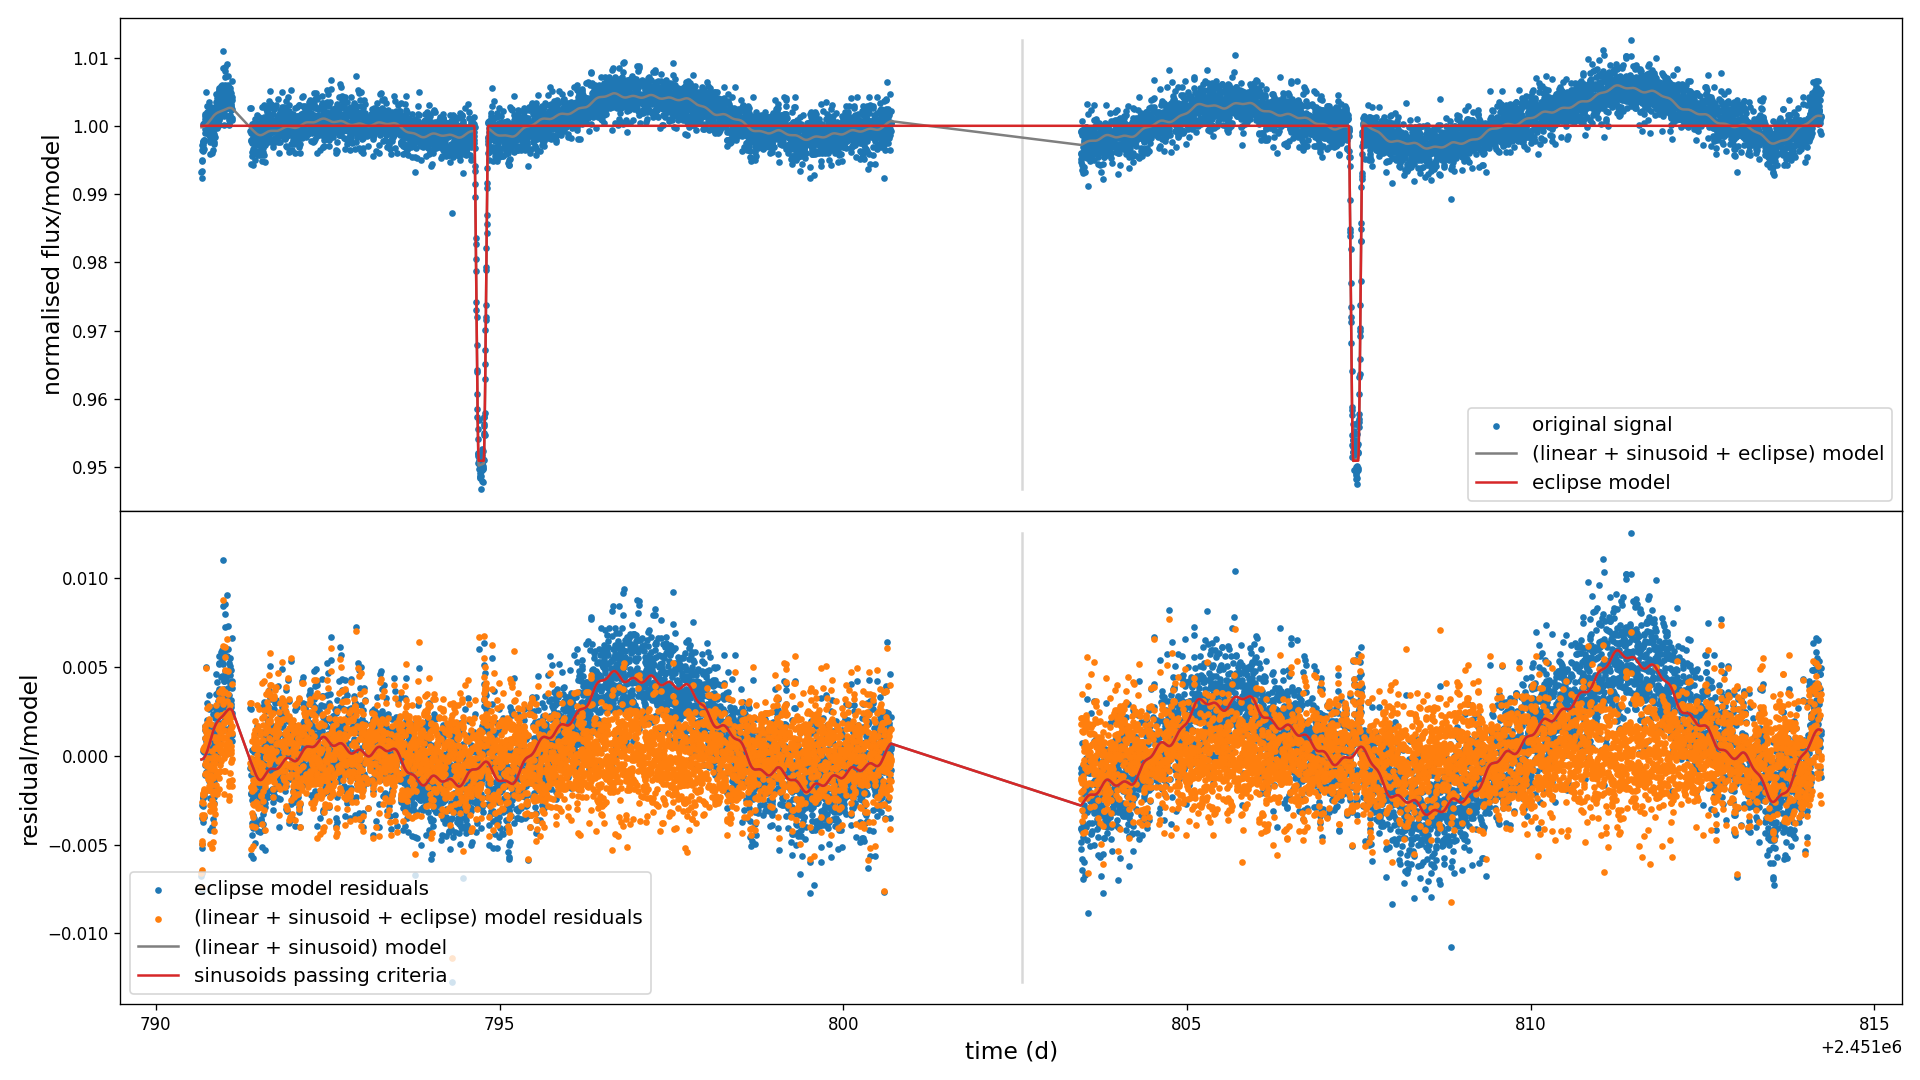 normalised flux/model
1.01
1.00
0.99
0.98
0.97
0.96
0.95
original signal
(linear + sinusoid + eclipse) model
eclipse model
residual/model
0.010
0.005
0.000
−0.005
−0.010
eclipse model residuals
(linear + sinusoid + eclipse) model residuals
(linear + sinusoid) model
sinusoids passing criteria
790 795 800 805 810 815
+2.451e6
time (d)